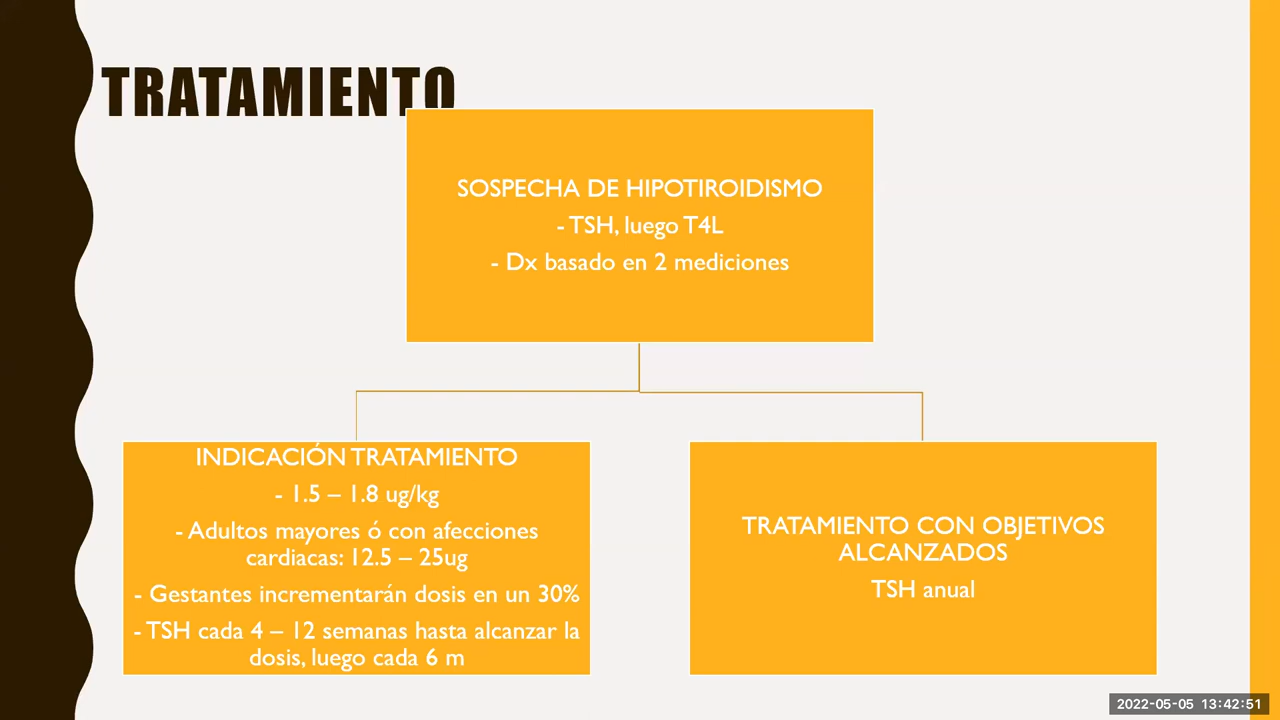 TRATAMIENTO
SOSPECHA DE HIPOTIROIDISMO
- TSH, luego T4L
- Dx basado en 2 mediciones
INDICACIÓN TRATAMIENTO
- 1.5 – 1.8 ug/kg
- Adultos mayores ó con afecciones
cardiacas: 12.5 – 25ug
- Gestantes incrementarán dosis en un 30%
- TSH cada 4 – 12 semanas hasta alcanzar la
dosis, luego cada 6 m
TRATAMIENTO CON OBJETIVOS
ALCANZADOS
TSH anual
2022-05-05 13:42:51